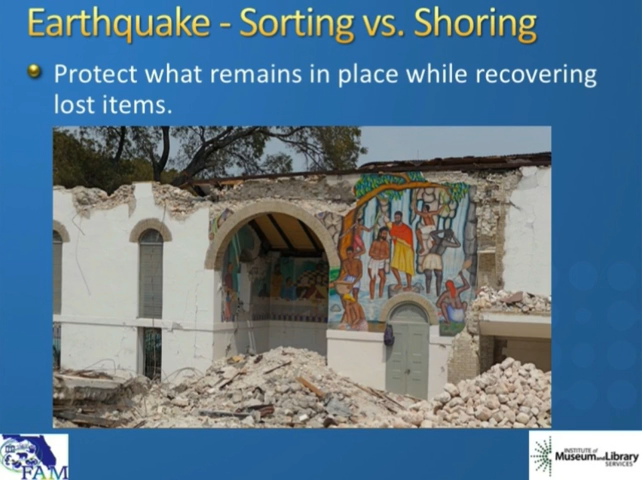 Earthquake - Sorting vs. Shoring
Protect what remains in place while recovering
lost items.
FAM
INSTITUTE of
Museum and Library
SERVICES